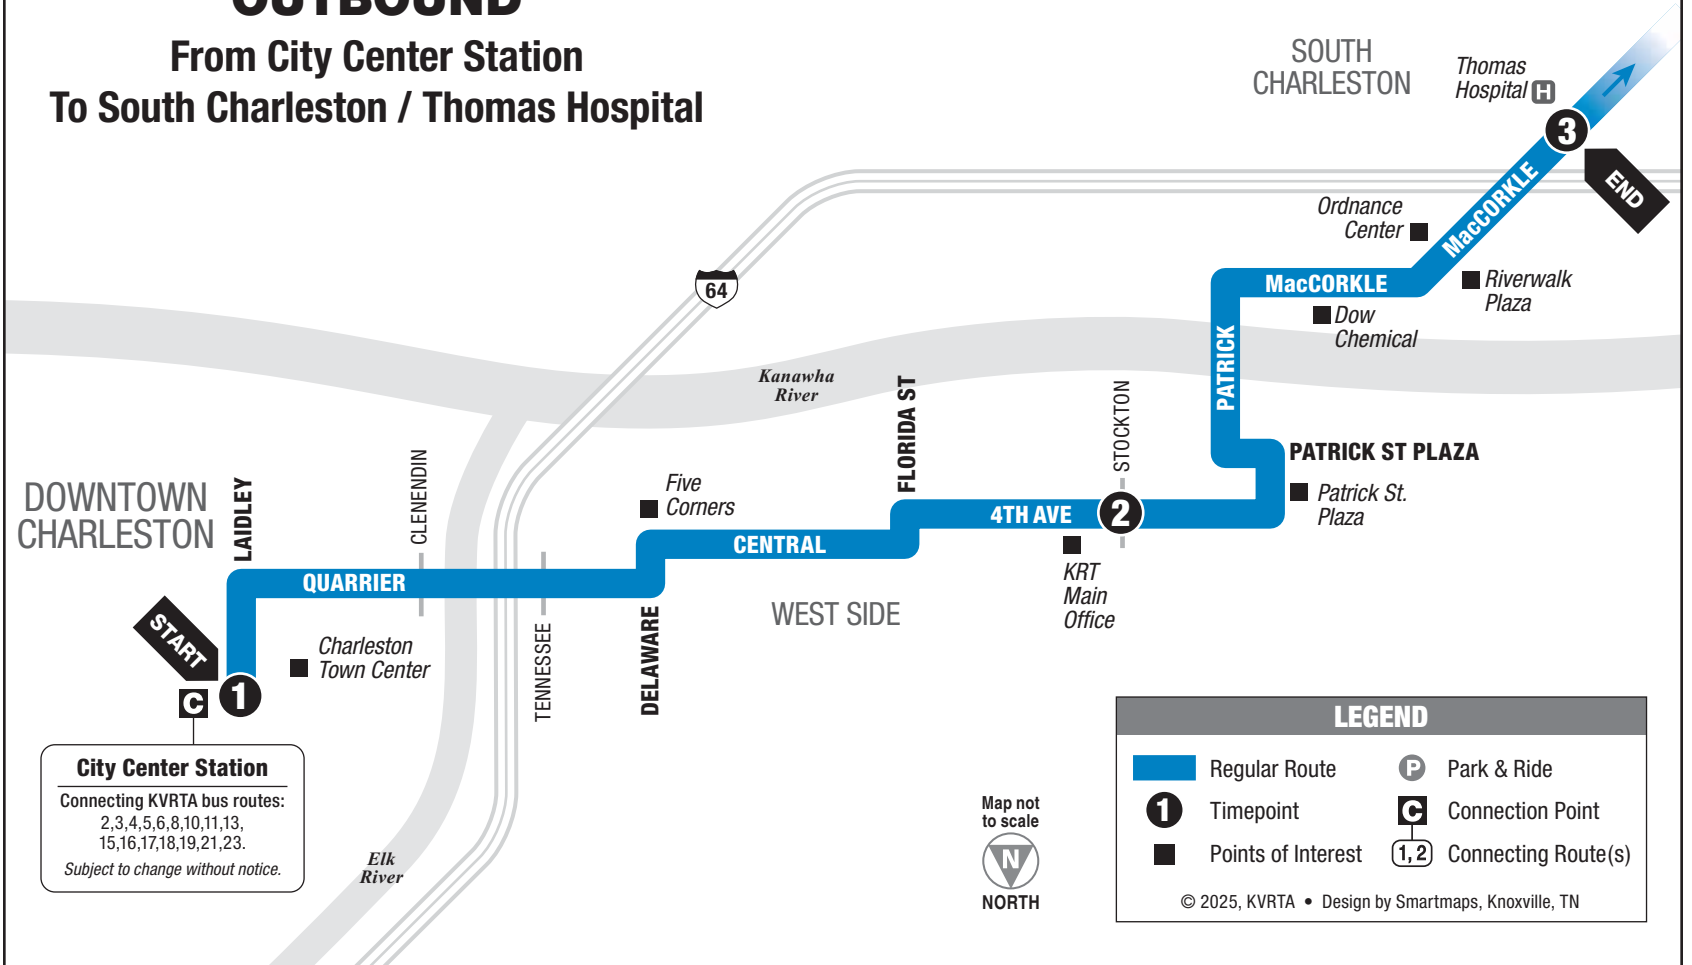 OUTBOUND
From City Center Station
To South Charleston / Thomas Hospital
SOUTH
CHARLESTON
Thomas
Hospital H
3
END
MacCORKLE
Ordnance
Center
Riverwalk
Plaza
MacCORKLE
Dow
Chemical
64
PATRICK
Kanawha
River
FLORIDA ST
STOCKTON
PATRICK ST PLAZA
Patrick St.
Plaza
4TH AVE
2
KRT
Main
Office
Five
Corners
CENTRAL
WEST SIDE
DOWNTOWN
CHARLESTON
LAIDLEY
CLENENDIN
QUARRIER
TENNESSEE
DELAWARE
START
Charleston
Town Center
C
1
City Center Station
Connecting KVRTA bus routes:
2,3,4,5,6,8,10,11,13,
15,16,17,18,19,21,23.
Subject to change without notice.
Elk
River
Map not
to scale
N
NORTH
LEGEND
Regular Route
P Park & Ride
1 Timepoint
C Connection Point
Points of Interest
1, 2 Connecting Route(s)
© 2025, KVRTA • Design by Smartmaps, Knoxville, TN